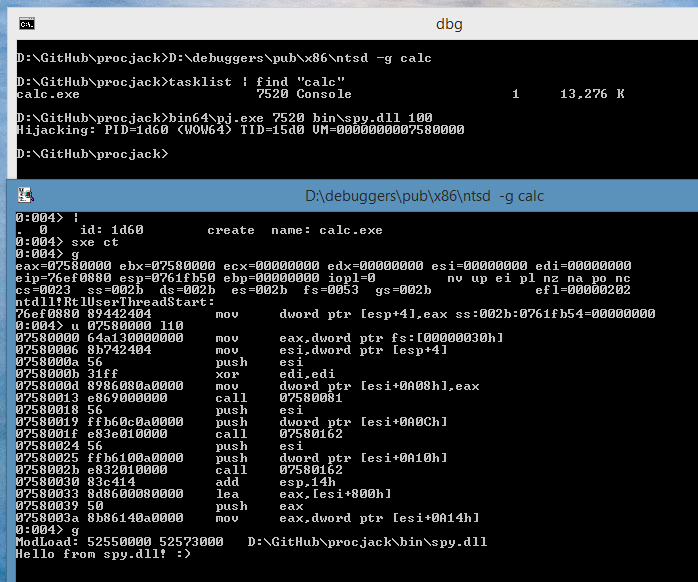 dbg
D:\GitHub\procjack>D:\debuggers\pub\x86\ntsd -g calc
D:\GitHub\procjack>tasklist | find "calc"
calc.exe 7520 Console 1 13,276 K
D:\GitHub\procjack>bin64\pj.exe 7520 bin\spy.dll 100
Hijacking: PID=1d60 (WOW64) TID=15d0 VM=0000000007580000
D:\GitHub\procjack>
D:\debuggers\pub\x86\ntsd -g calc
0:004> |
. 0 id: 1d60 create name: calc.exe
0:004> sxe ct
0:004> g
eax=07580000 ebx=07580000 ecx=00000000 edx=00000000 esi=00000000 edi=00000000
eip=76ef0880 esp=0761fb50 ebp=00000000 iopl=0 nv up ei pl nz na po nc
cs=0023 ss=002b ds=002b es=002b fs=0053 gs=002b efl=00000202
ntdll!RtlUserThreadStart:
76ef0880 89442404 mov dword ptr [esp+4],eax ss:002b:0761fb54=00000000
0:004> u 07580000 l10
07580000 64a130000000 mov eax,dword ptr fs:[00000030h]
07580006 8b742404 mov esi,dword ptr [esp+4]
0758000a 56 push esi
0758000b 31ff xor edi,edi
0758000d 8986080a0000 mov dword ptr [esi+0A08h],eax
07580013 e869000000 call 07580081
07580018 56 push esi
07580019 ffb60c0a0000 push dword ptr [esi+0A0Ch]
0758001f e83e010000 call 07580162
07580024 56 push esi
07580025 ffb6100a0000 push dword ptr [esi+0A10h]
0758002b e832010000 call 07580162
07580030 83c414 add esp,14h
07580033 8d8600080000 lea eax,[esi+800h]
07580039 50 push eax
0758003a 8b86140a0000 mov eax,dword ptr [esi+0A14h]
0:004> g
ModLoad: 52550000 52573000 D:\GitHub\procjack\bin\spy.dll
Hello from spy.dll! :)